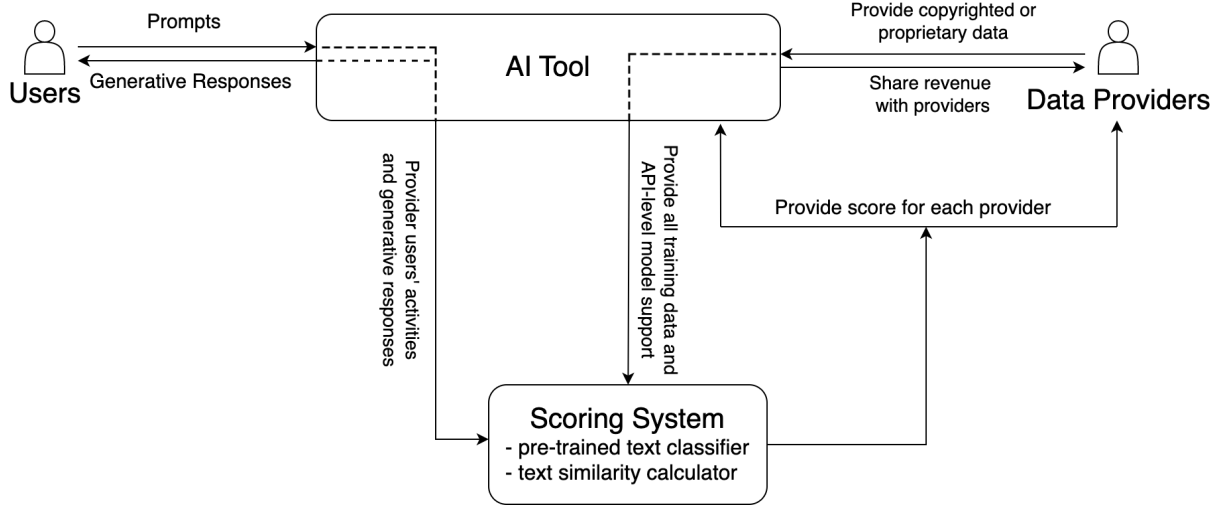 Prompts
Generative Responses
Users
AI Tool
Provide copyrighted or
proprietary data
Share revenue
with providers
Data Providers
Provider users' activities
and generative responses
Provide all training data and
API-level model support
Provide score for each provider
Scoring System
- pre-trained text classifier
- text similarity calculator